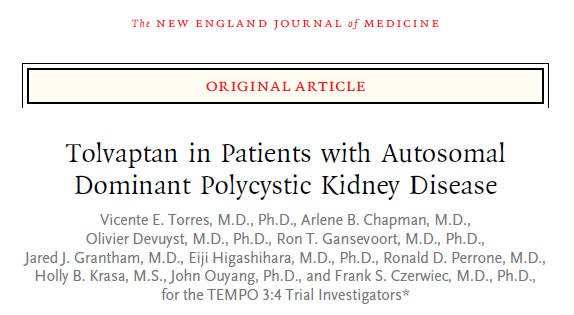 The NEW ENGLAND JOURNAL of MEDICINE
ORIGINAL ARTICLE
Tolvaptan in Patients with Autosomal
Dominant Polycystic Kidney Disease
Vicente E. Torres, M.D., Ph.D., Arlene B. Chapman, M.D.,
Olivier Devuyst, M.D., Ph.D., Ron T. Gansevoort, M.D., Ph.D.,
Jared J. Grantham, M.D., Eiji Higashihara, M.D., Ph.D., Ronald D. Perrone, M.D.,
Holly B. Krasa, M.S., John Ouyang, Ph.D., and Frank S. Czerwiec, M.D., Ph.D.,
for the TEMPO 3:4 Trial Investigators*